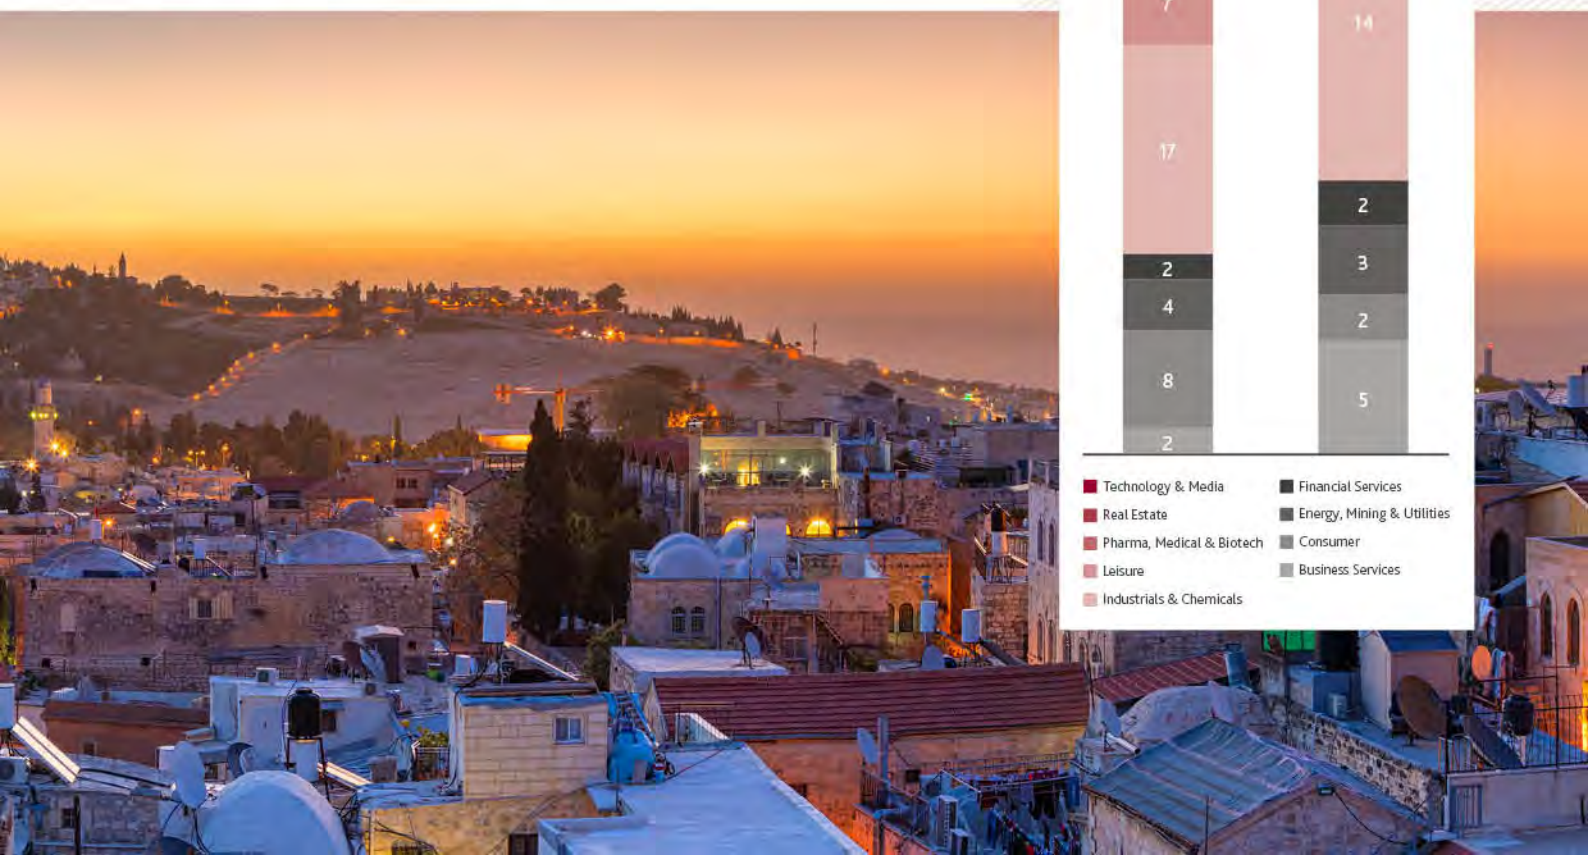 7
14
17
2
2
4
3
8
2
5
2
Technology & Media
Real Estate
Pharma, Medical & Biotech
Leisure
Industrials & Chemicals
Financial Services
Energy, Mining & Utilities
Consumer
Business Services